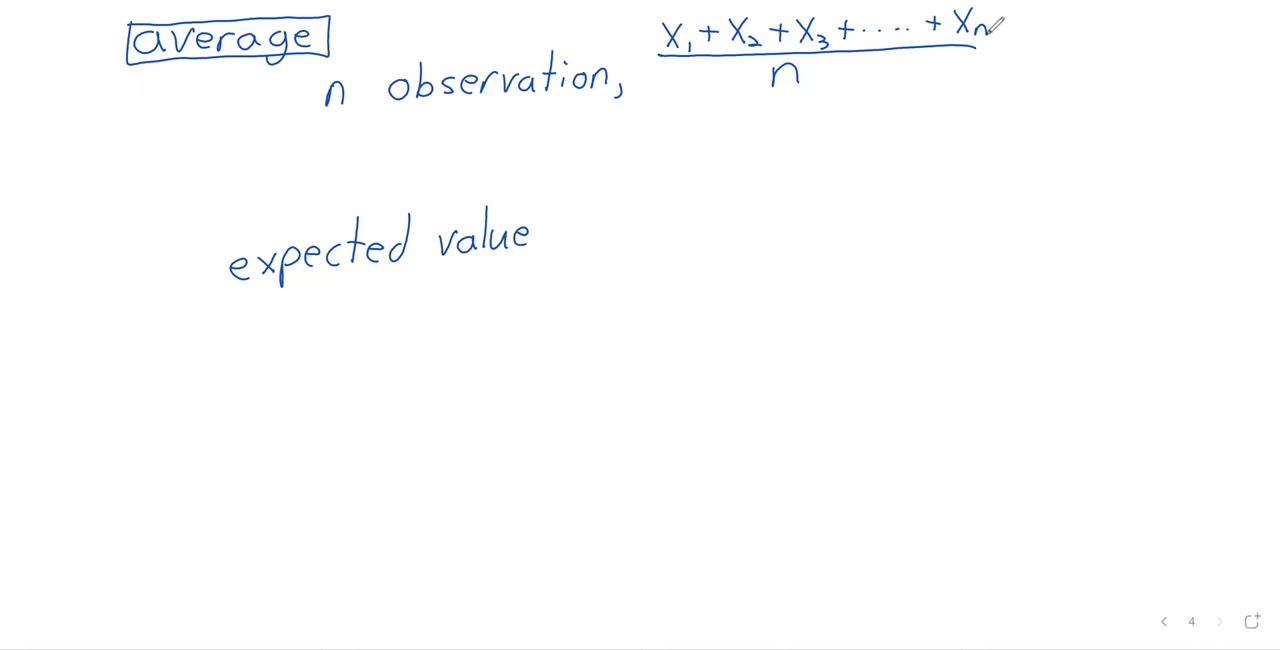 average
n observation, X₁ + X₂ + X₃ + ..... + Xn
n
expected value
4